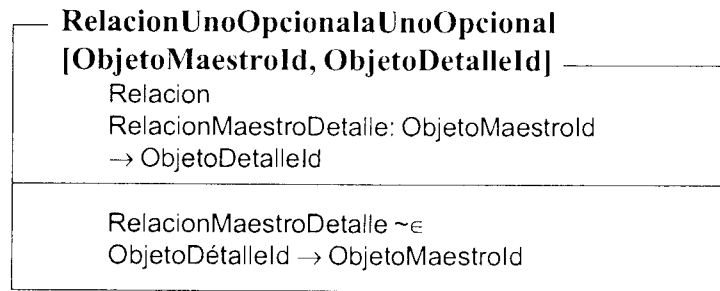 RelacionUnoOpcionalaUnoOpcional
[ObjetoMaestroId, ObjetoDetalleId]
Relacion
RelacionMaestroDetalle: ObjetoMaestroId
→ ObjetoDetalleId
RelacionMaestroDetalle ~∈
ObjetoDétalleId → ObjetoMaestroId